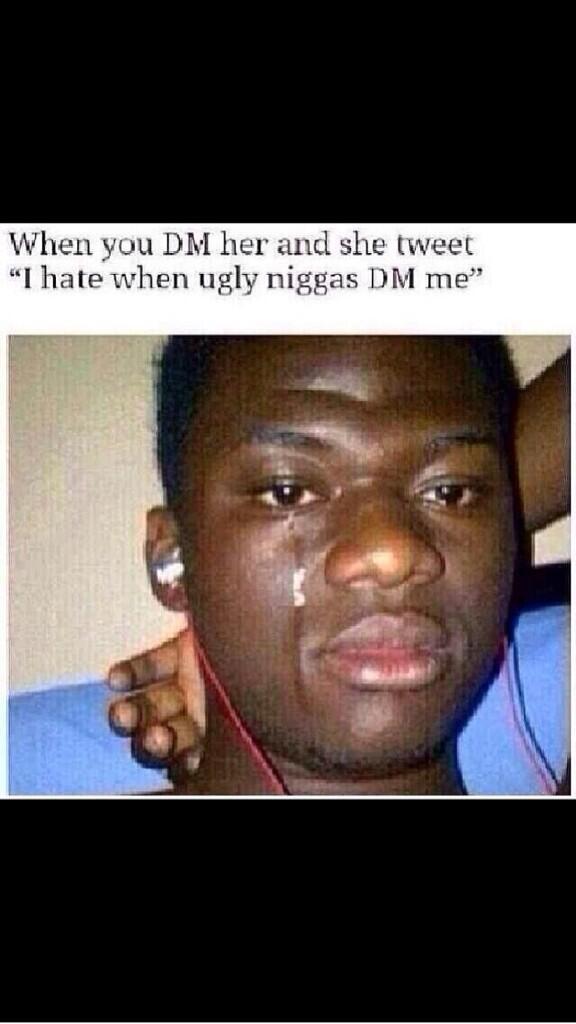 When you DM her and she tweet
“I hate when ugly niggas DM me”